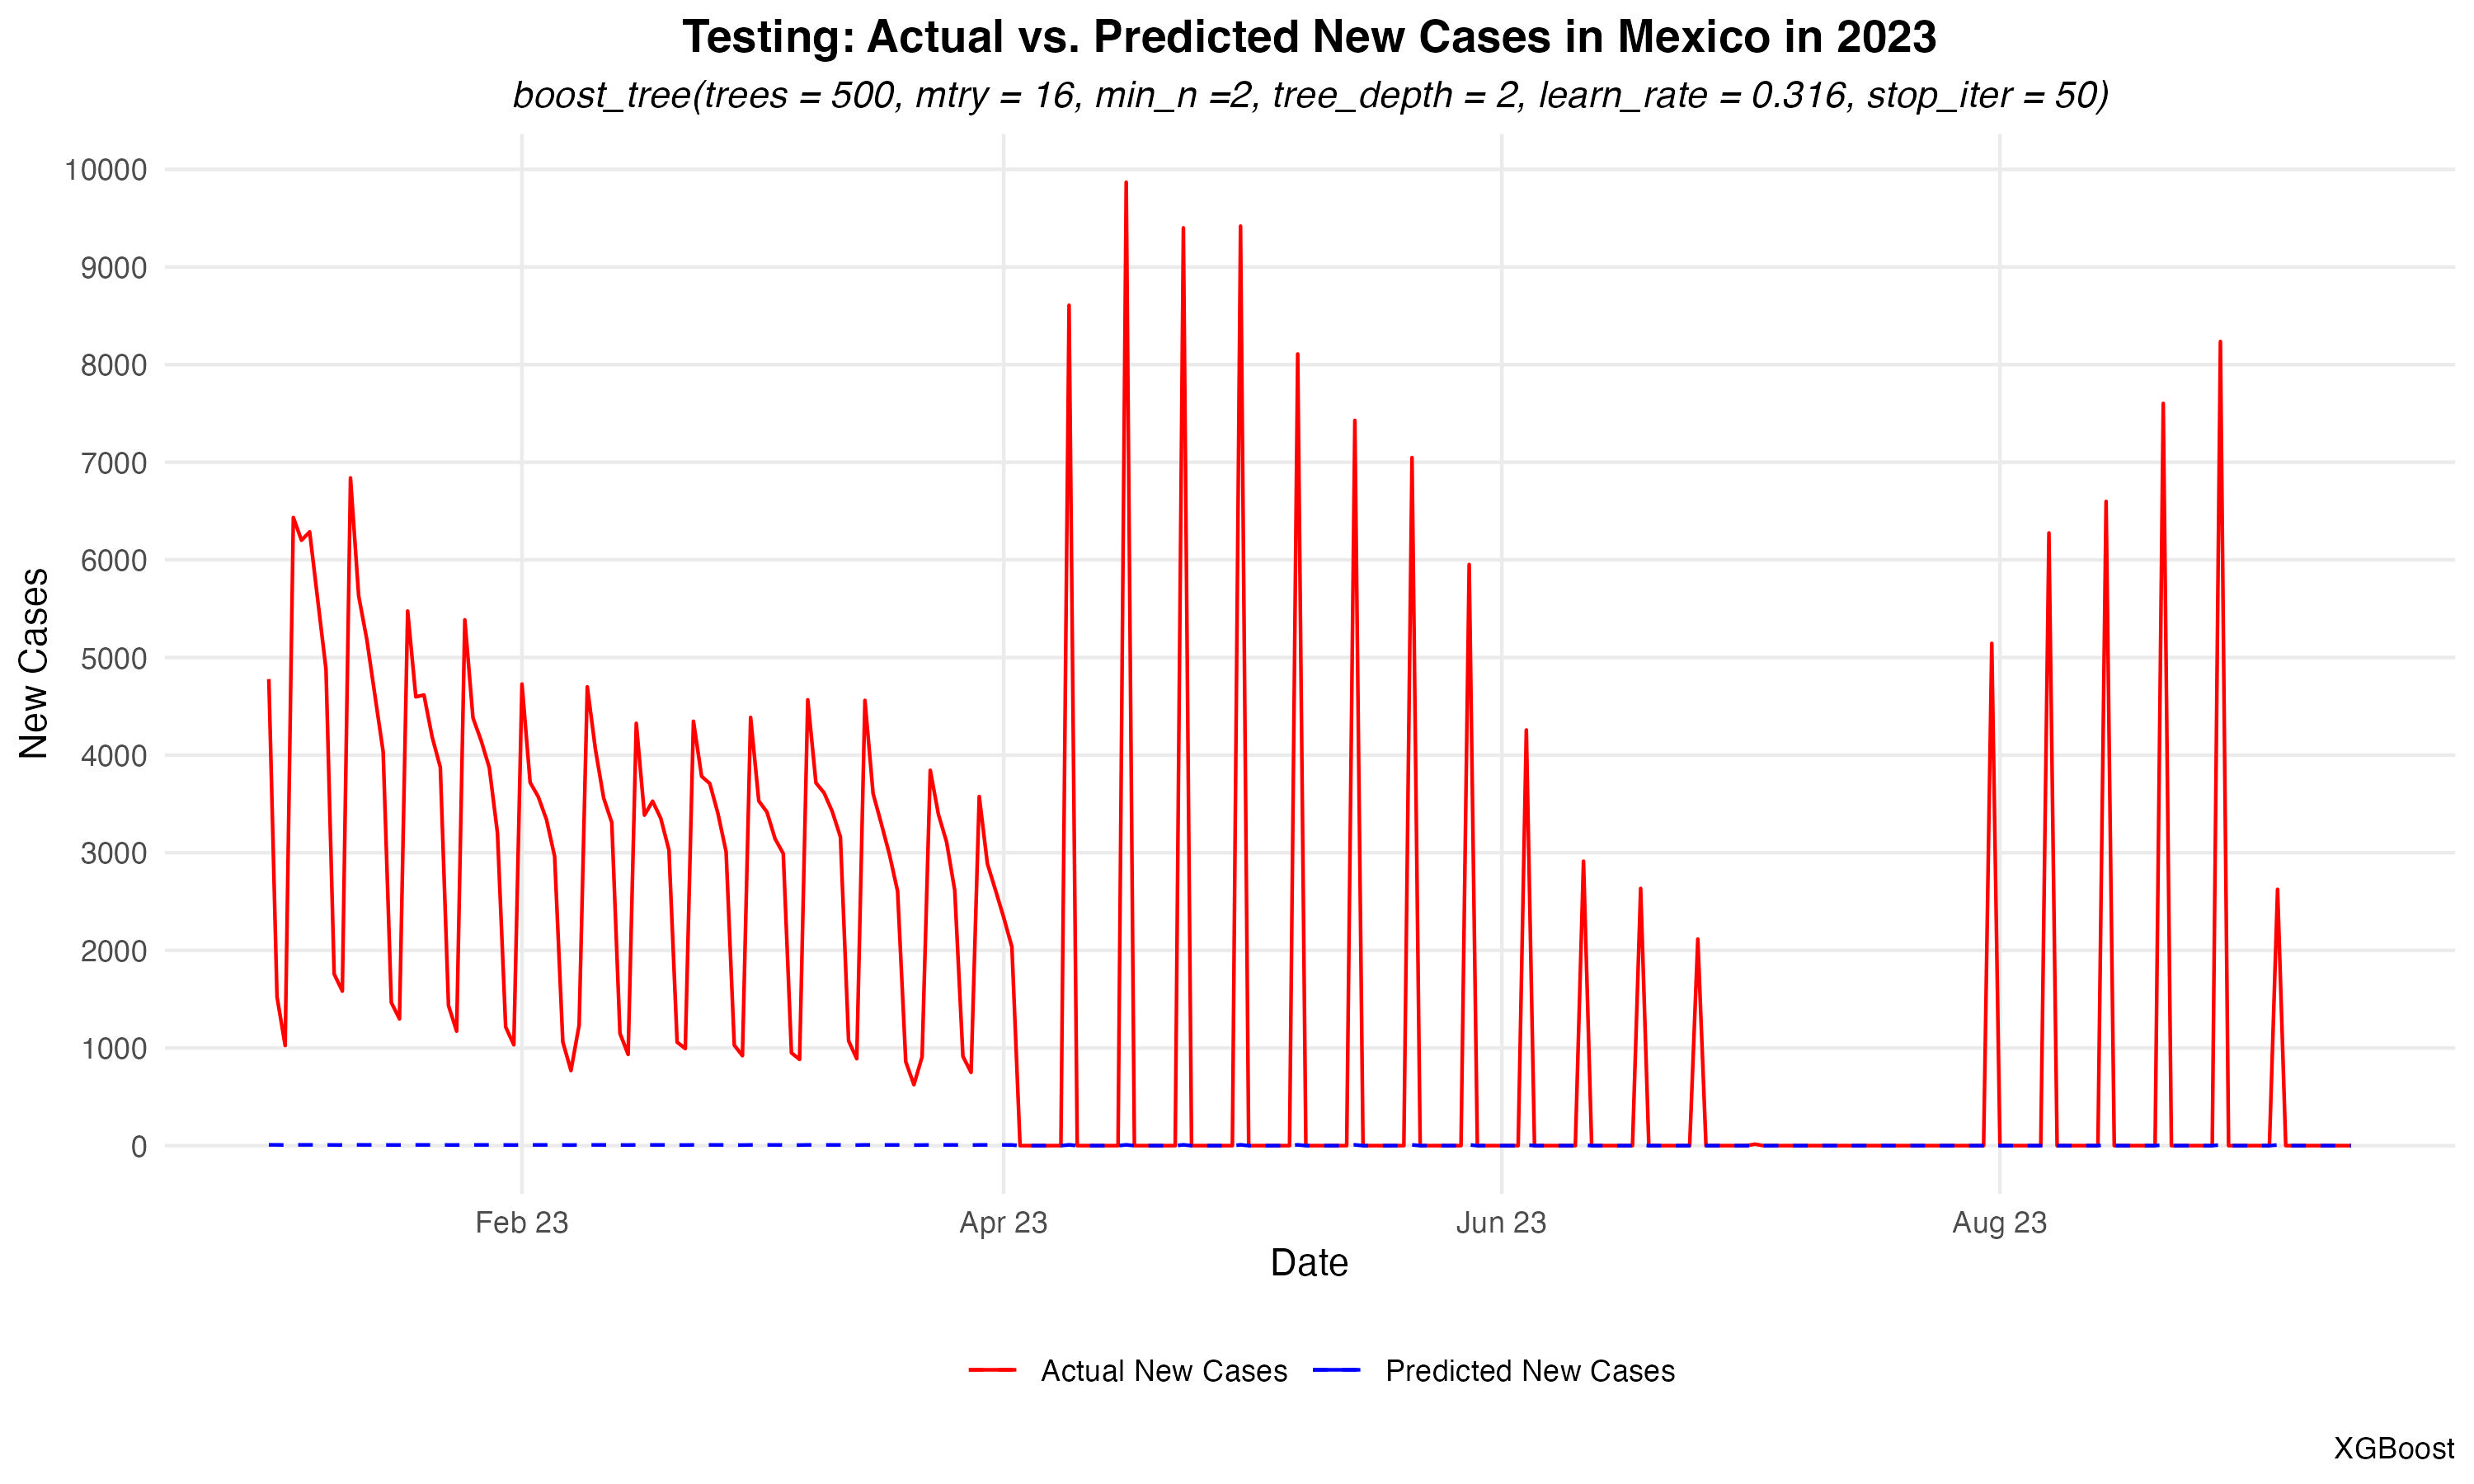 Testing: Actual vs. Predicted New Cases in Mexico in 2023
boost_tree(trees = 500, mtry = 16, min_n =2, tree_depth = 2, learn_rate = 0.316, stop_iter = 50)
New Cases
10000
9000
8000
7000
6000
5000
4000
3000
2000
1000
0
Feb 23 Apr 23 Jun 23 Aug 23
Date
Actual New Cases Predicted New Cases
XGBoost